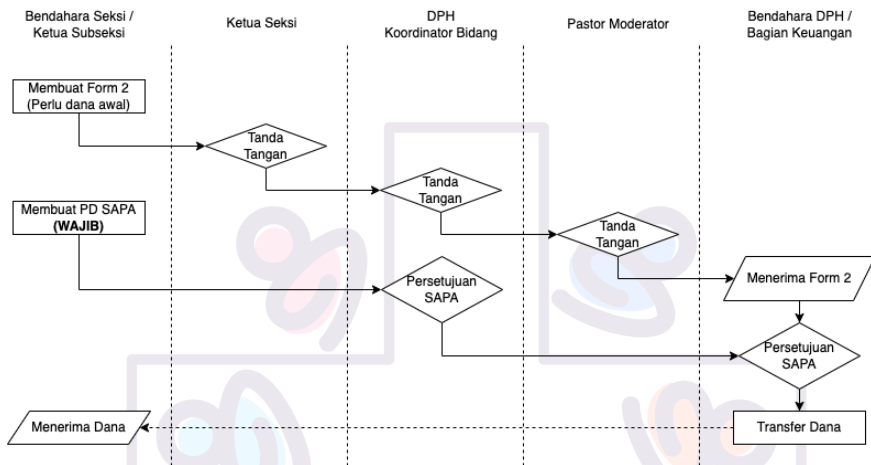 Bendahara Seksi /
Ketua Subseksi
Ketua Seksi
DPH
Koordinator Bidang
Pastor Moderator
Bendahara DPH /
Bagian Keuangan
Membuat Form 2
(Perlu dana awal)
Tanda
Tangan
Tanda
Tangan
Membuat PD SAPA
(WAJIB)
Tanda
Tangan
Persetujuan
SAPA
Menerima Form 2
Persetujuan
SAPA
Menerima Dana
Transfer Dana